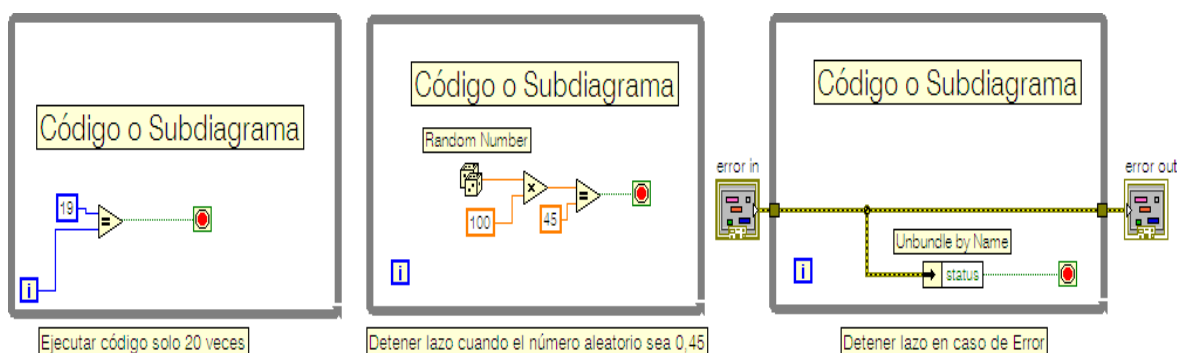 Código o Subdiagrama
19
=
i
Ejecutar código solo 20 veces
Código o Subdiagrama
Random Number
x
=
100
45
i
Detener lazo cuando el número aleatorio sea 0,45
Código o Subdiagrama
error in
error out
Unbundle by Name
i
status
Detener lazo en caso de Error